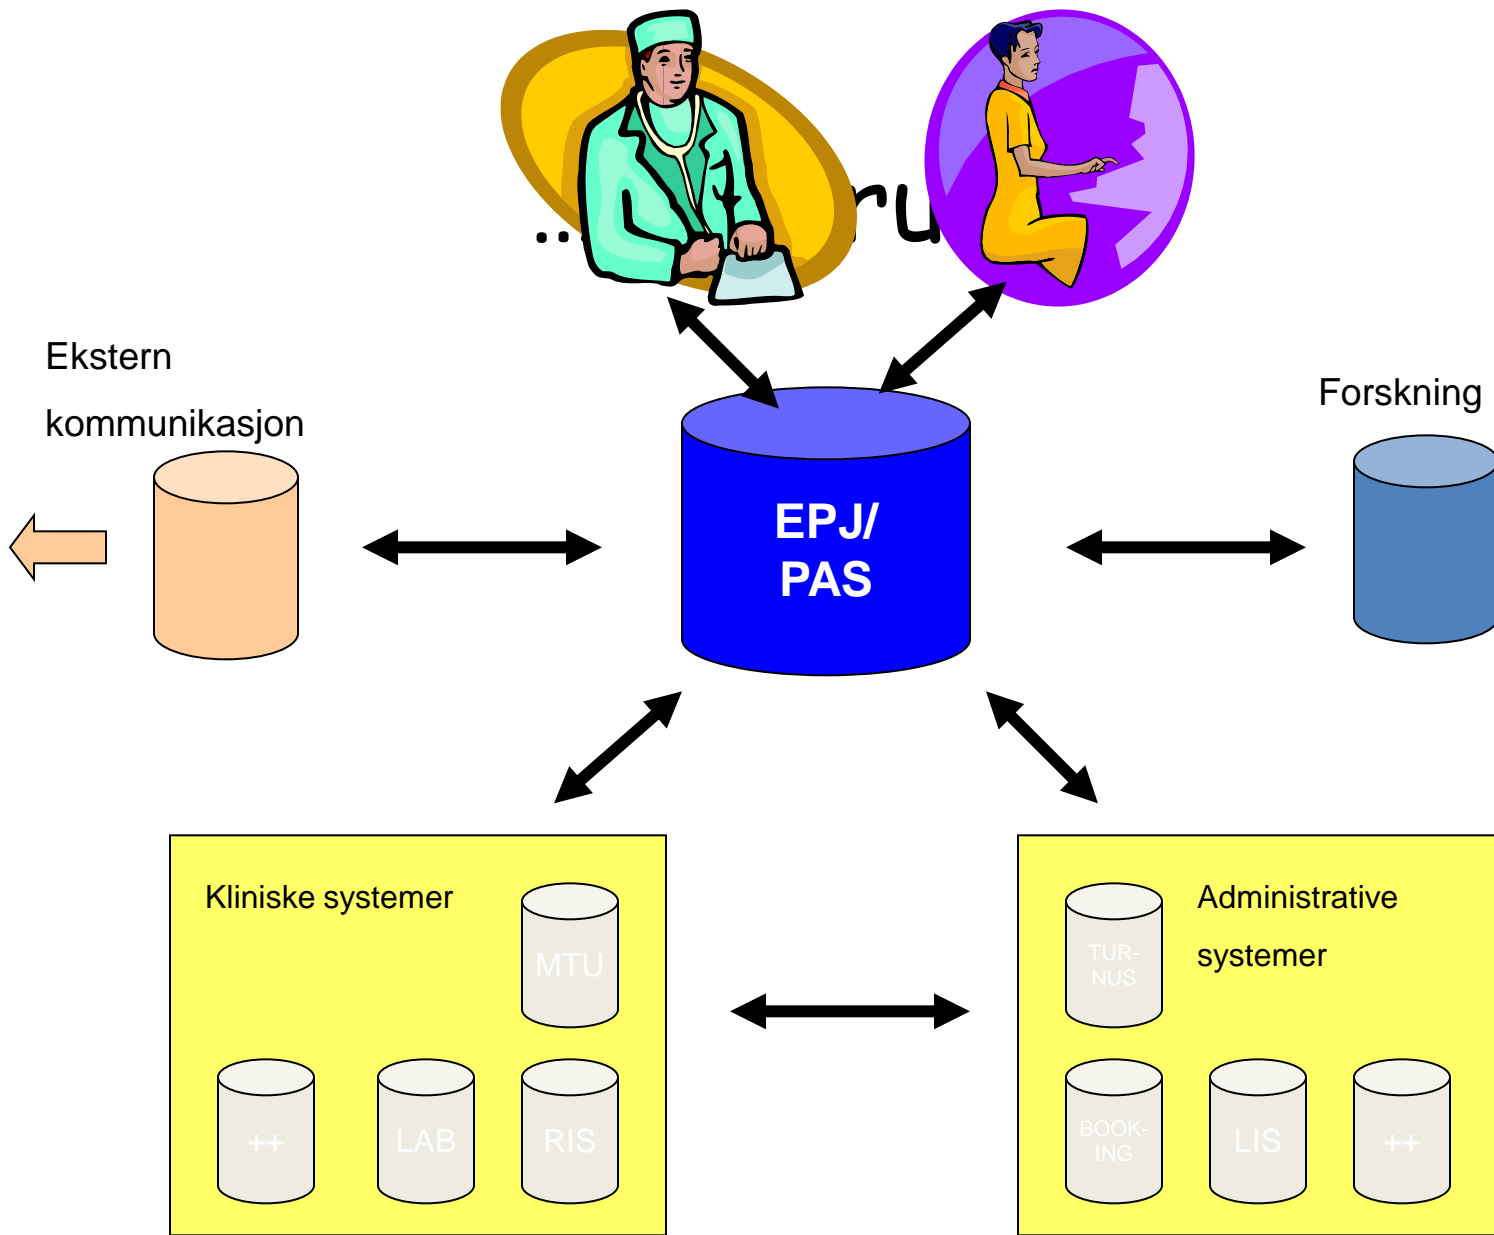 Ekstern
kommunikasjon
Forskning
EPJ/
PAS
Kliniske systemer
MTU
++
LAB
RIS
Administrative
systemer
TUR-
NUS
BOOK-
ING
LIS
++